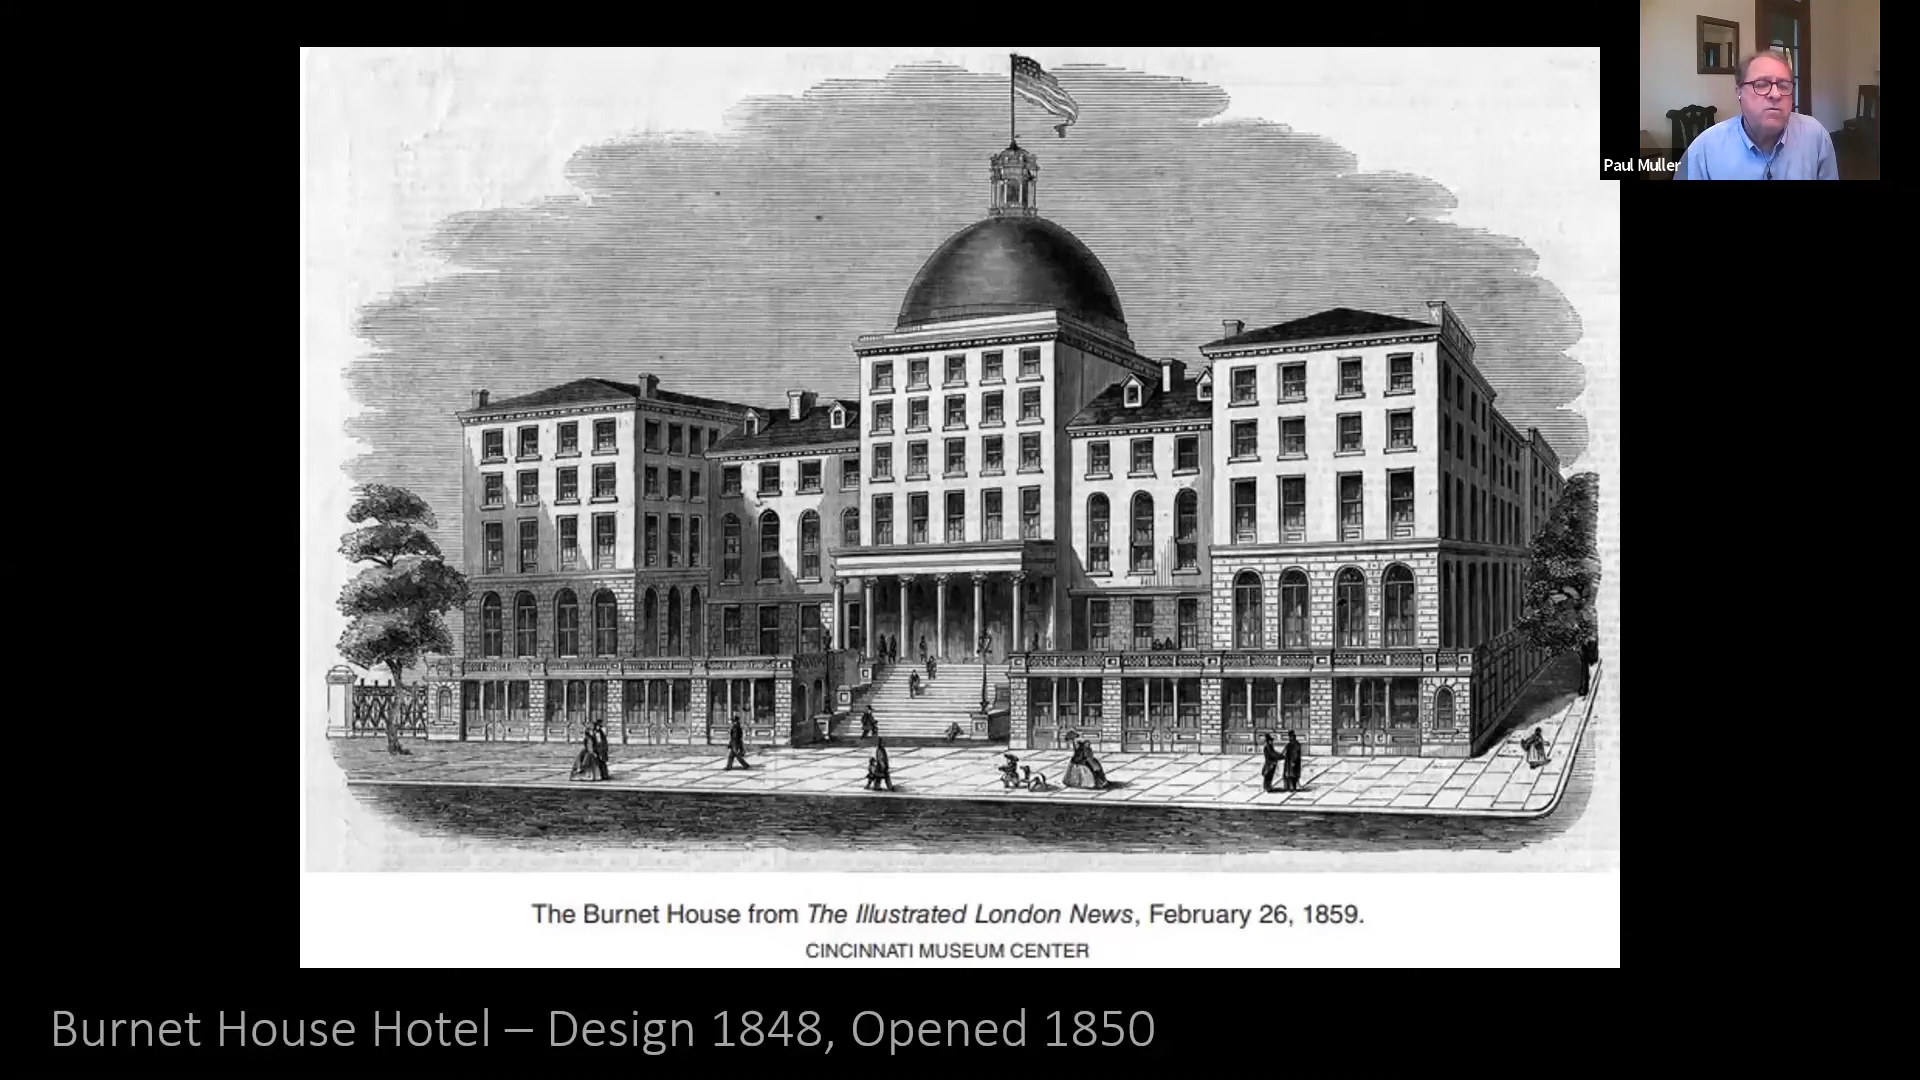 Paul Muller
The Burnet House from The Illustrated London News, February 26, 1859.
CINCINNATI MUSEUM CENTER
Burnet House Hotel – Design 1848, Opened 1850